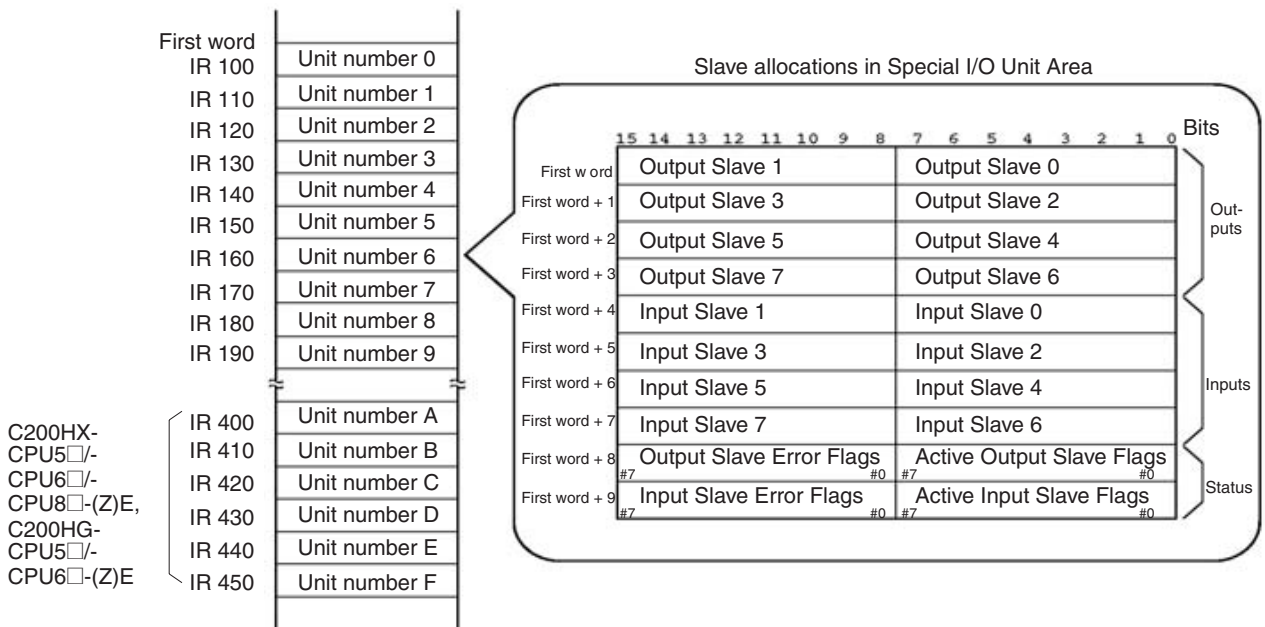 First word
IR 100 Unit number 0
IR 110 Unit number 1
IR 120 Unit number 2
IR 130 Unit number 3
IR 140 Unit number 4
IR 150 Unit number 5
IR 160 Unit number 6
IR 170 Unit number 7
IR 180 Unit number 8
IR 190 Unit number 9
C200HX-
CPU5□/-
CPU6□/-
CPU8□-(Z)E,
C200HG-
CPU5□/-
CPU6□-(Z)E
IR 400 Unit number A
IR 410 Unit number B
IR 420 Unit number C
IR 430 Unit number D
IR 440 Unit number E
IR 450 Unit number F
Slave allocations in Special I/O Unit Area
15 14 13 12 11 10 9 8 7 6 5 4 3 2 1 0 Bits
First w ord Output Slave 1 Output Slave 0
First word + 1 Output Slave 3 Output Slave 2
First word + 2 Output Slave 5 Output Slave 4
First word + 3 Output Slave 7 Output Slave 6
Out-
puts
First word + 4 Input Slave 1 Input Slave 0
First word + 5 Input Slave 3 Input Slave 2
First word + 6 Input Slave 5 Input Slave 4
First word + 7 Input Slave 7 Input Slave 6
Inputs
First word + 8 Output Slave Error Flags Active Output Slave Flags
#7 #0 #7 #0
First word + 9 Input Slave Error Flags Active Input Slave Flags
#7 #0 #7 #0
Status